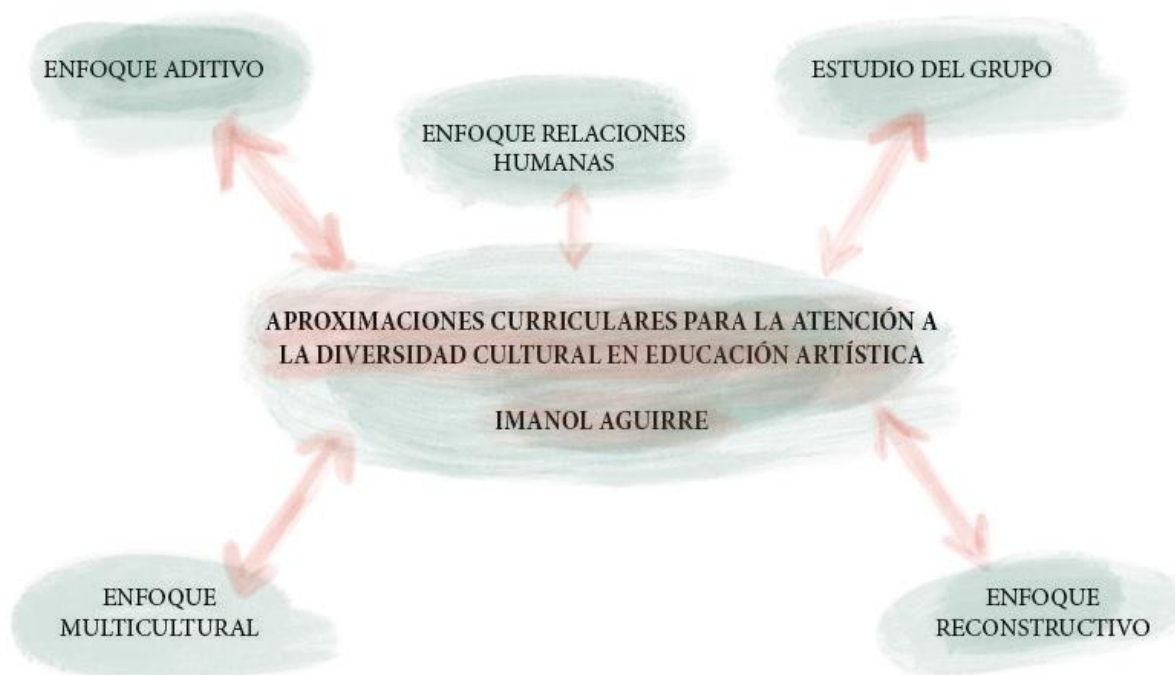 ENFOQUE ADITIVO
ESTUDIO DEL GRUPO
ENFOQUE RELACIONES
HUMANAS
APROXIMACIONES CURRICULARES PARA LA ATENCIÓN A
LA DIVERSIDAD CULTURAL EN EDUCACIÓN ARTÍSTICA
IMANOL AGUIRRE
ENFOQUE
MULTICULTURAL
ENFOQUE
RECONSTRUCTIVO